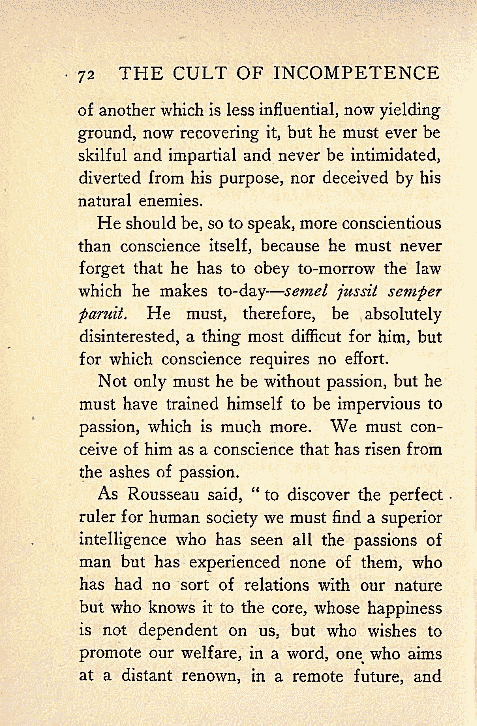 72 THE CULT OF INCOMPETENCE
of another which is less influential, now yielding
ground, now recovering it, but he must ever be
skilful and impartial and never be intimidated,
diverted from his purpose, nor deceived by his
natural enemies.
He should be, so to speak, more conscientious
than conscience itself, because he must never
forget that he has to obey to-morrow the law
which he makes to-day—semel jussit semper
paruit. He must, therefore, be absolutely
disinterested, a thing most difficut for him, but
for which conscience requires no effort.
Not only must he be without passion, but he
must have trained himself to be impervious to
passion, which is much more. We must con-
ceive of him as a conscience that has risen from
the ashes of passion.
As Rousseau said, “ to discover the perfect
ruler for human society we must find a superior
intelligence who has seen all the passions of
man but has experienced none of them, who
has had no sort of relations with our nature
but who knows it to the core, whose happiness
is not dependent on us, but who wishes to
promote our welfare, in a word, one who aims
at a distant renown, in a remote future, and